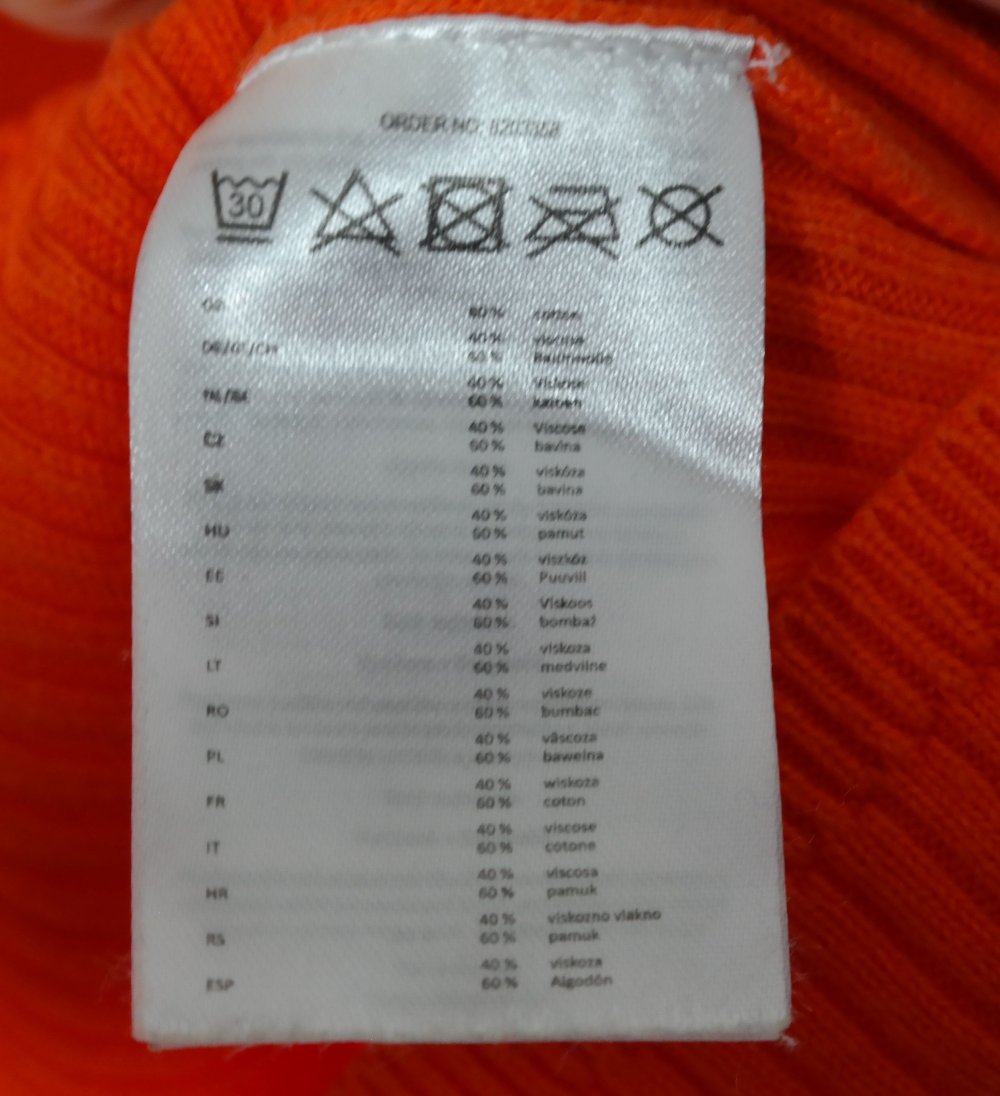 ORDER NO: 8203358
30
GB 60 % cotton
40 % viscose
DE/AT/CH 60 % Baumwolle
40 % Viskose
NL/BE 60 % katoen
40 % Viscose
CZ 60 % bavlna
40 % viskóza
SK 60 % bavlna
40 % viskóza
HU 60 % pamut
40 % viszkóz
EE 60 % Puuvill
40 % Viskoos
SI 60 % bombaž
40 % viskoza
LT 60 % medvilne
40 % viskoze
RO 60 % bumbac
40 % vâscoza
PL 60 % bawelna
40 % wiskoza
FR 60 % coton
40 % viscose
IT 60 % cotone
40 % viscosa
HR 60 % pamuk
40 % viskozno vlakno
RS 60 % pamuk
40 % viskoza
ESP 60 % Algodón